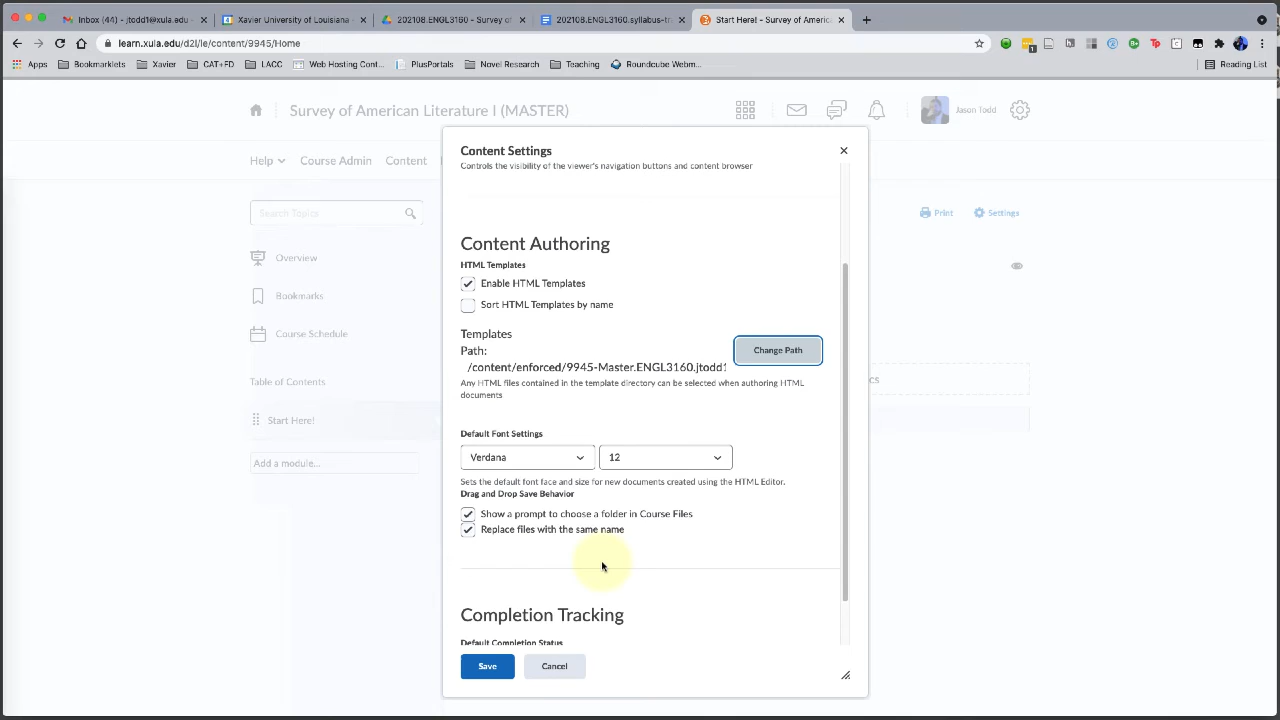 Inbox (44) - jtodd1@xula.edu -
Xavier University of Louisiana -
202108.ENGL3160 - Survey of
202108.ENGL3160.syllabus-tr
Start Here! - Survey of Americ
learn.xula.edu/d2l/le/content/9945/Home
Apps
Bookmarklets
Xavier
CAT+FD
LACC
Web Hosting Cont...
PlusPortals
Novel Research
Teaching
Roundcube Webm...
Reading List
Survey of American Literature I (MASTER)
Jason Todd
Help
Course Admin
Content
Search Topics
Print
Settings
Overview
Bookmarks
Course Schedule
Table of Contents
Start Here!
Add a module...
Content Settings
Controls the visibility of the viewer's navigation buttons and content browser
Content Authoring
HTML Templates
Enable HTML Templates
Sort HTML Templates by name
Templates
Path:
/content/enforced/9945-Master.ENGL3160.jtodd1
Change Path
Any HTML files contained in the template directory can be selected when authoring HTML
documents.
Default Font Settings
Verdana
12
Sets the default font face and size for new documents created using the HTML Editor.
Drag and Drop Save Behavior
Show a prompt to choose a folder in Course Files
Replace files with the same name
Completion Tracking
Default Completion Status
Save
Cancel